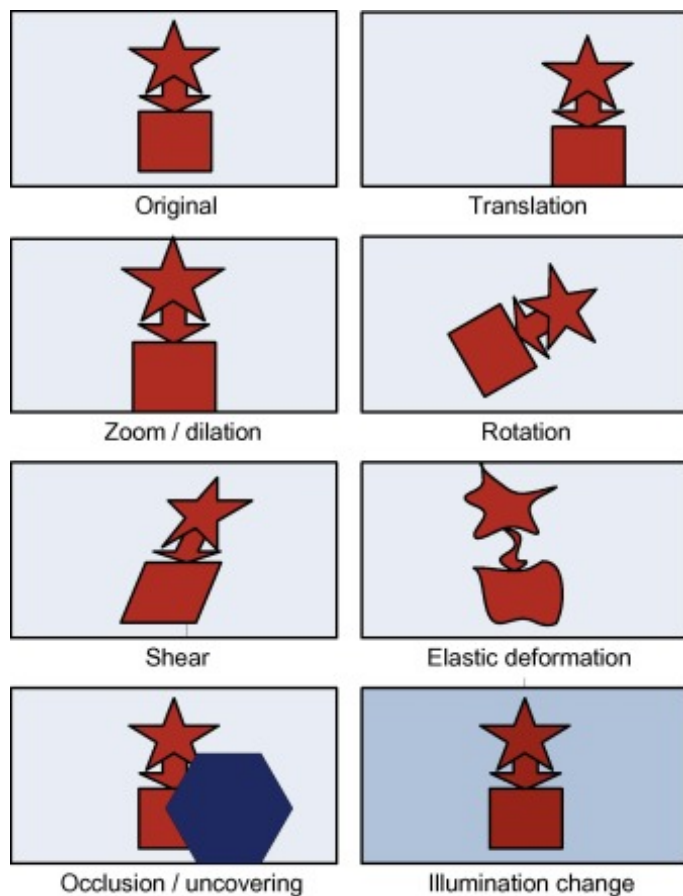 Original
Translation
Zoom / dilation
Rotation
Shear
Elastic deformation
Occlusion / uncovering
Illumination change